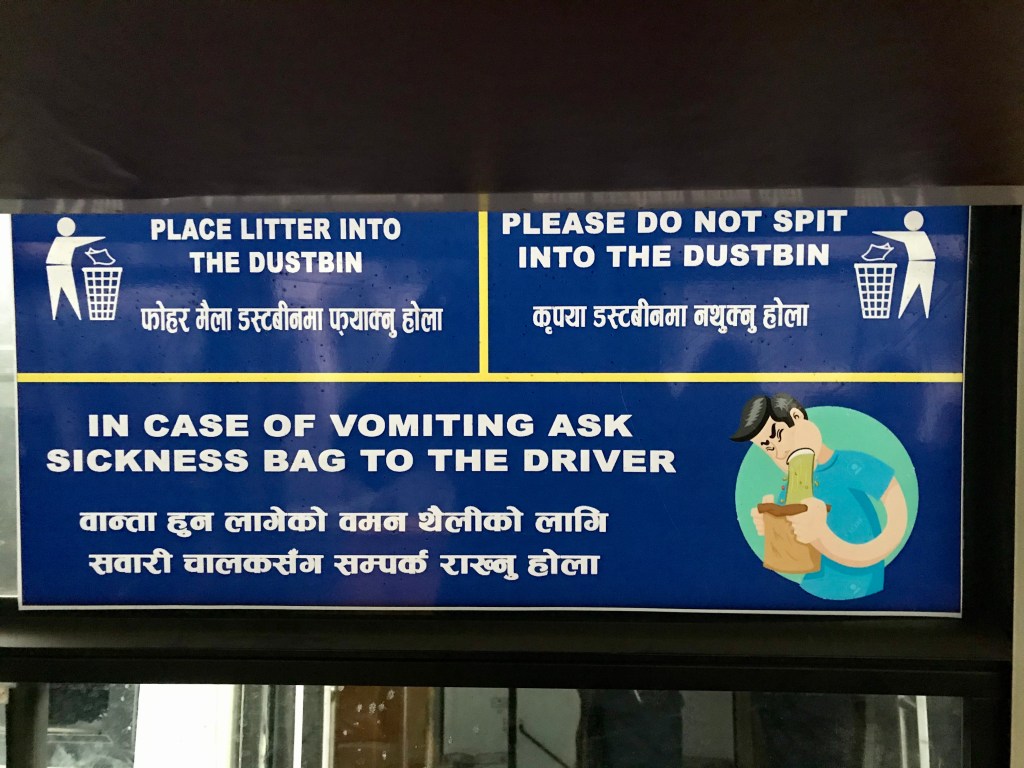 PLACE LITTER INTO
THE DUSTBIN
फोहर मैला डस्टबीनमा फ्याक्नु होला
PLEASE DO NOT SPIT
INTO THE DUSTBIN
कृपया डस्टबीनमा नथुक्नु होला
IN CASE OF VOMITING ASK
SICKNESS BAG TO THE DRIVER
वान्ता हुन लागेको वमन थैलीको लागि
सवारी चालकसँग सम्पर्क राख्नु होला